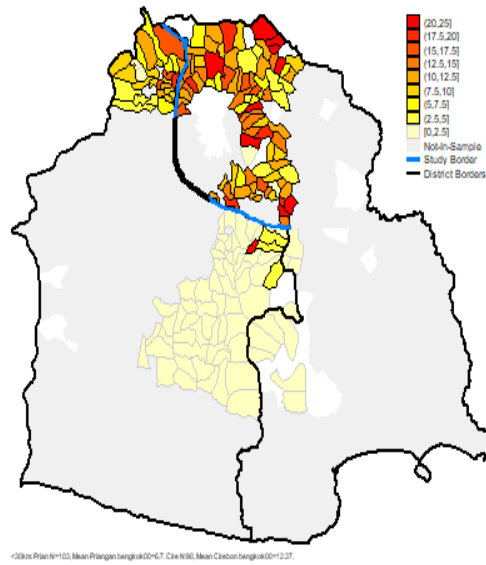 (20,25]
(17.5,20]
(15,17.5]
(12.5,15]
(10,12.5]
(7.5,10]
(5,7.5]
(2.5,5]
[0,2.5]
Not-In-Sample
Study Border
District Borders
<30km: Prian N=103, Mean Priangan bengkok00=6.7. Cire N:90, Mean Cirebon bengkok00=12.37.